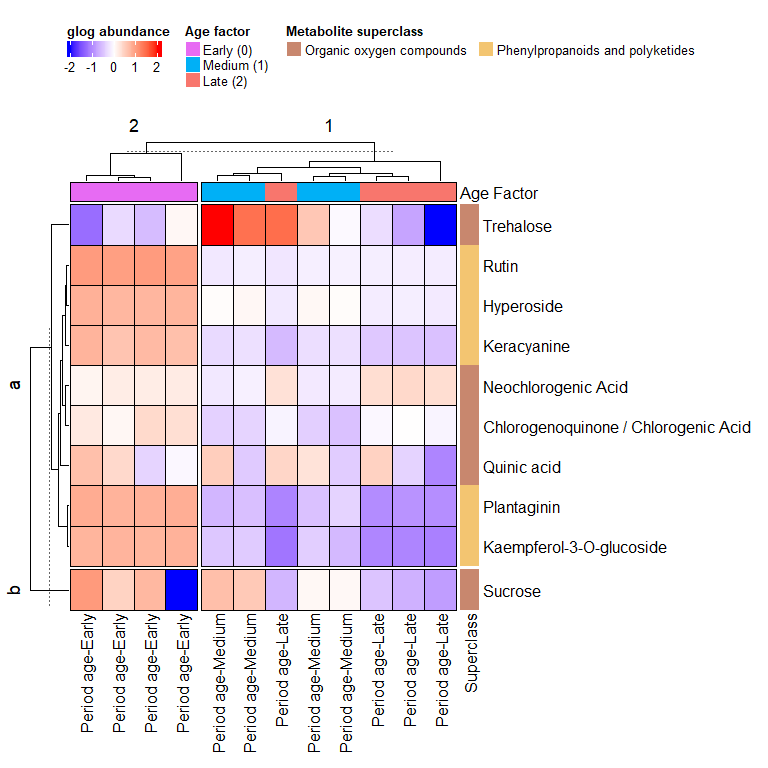 glog abundance
-2 -1 0 1 2
Age factor
Early (0)
Medium (1)
Late (2)
Metabolite superclass
Organic oxygen compounds
Phenylpropanoids and polyketides
2 1
Age Factor
Trehalose
Rutin
Hyperoside
Keracyanine
a
Neochlorogenic Acid
Chlorogenoquinone / Chlorogenic Acid
Quinic acid
Plantaginin
Kaempferol-3-O-glucoside
b
Sucrose
Period age-Early
Period age-Early
Period age-Early
Period age-Early
Period age-Medium
Period age-Medium
Period age-Late
Period age-Medium
Period age-Medium
Period age-Late
Period age-Late
Period age-Late
Superclass